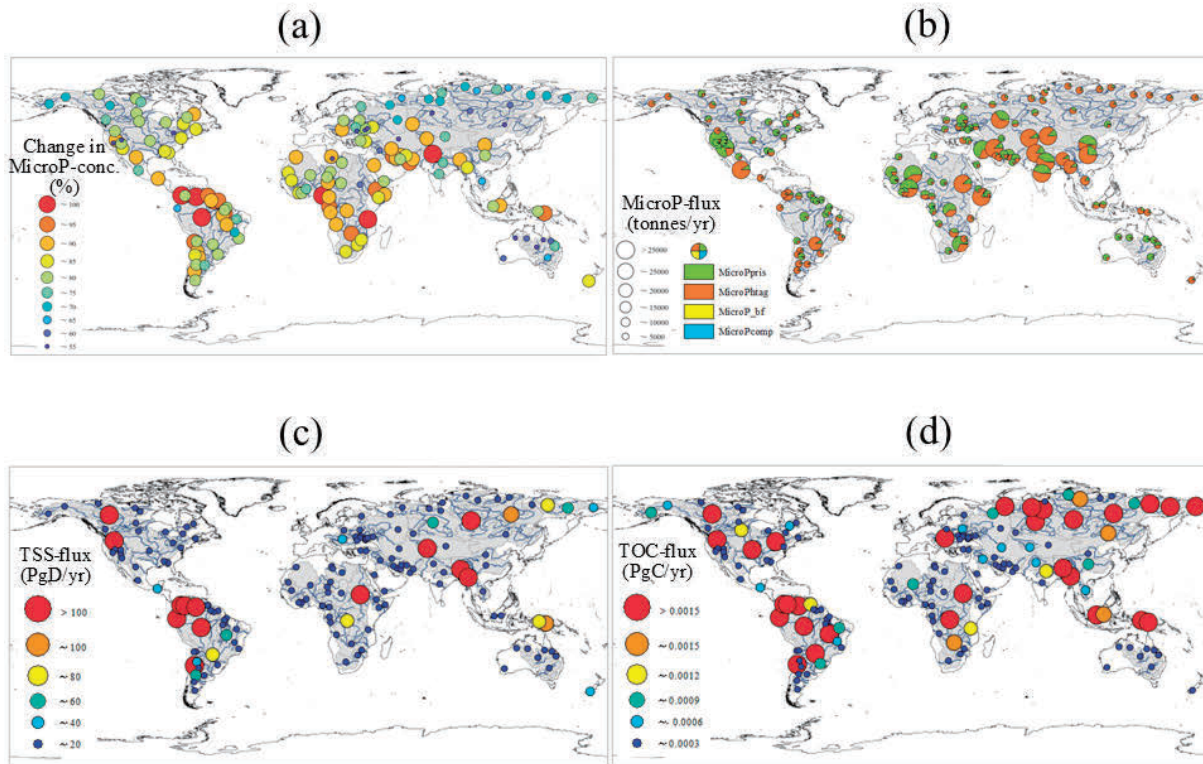 (a)
(b)
Change in
MicroP-conc.
(%)
~ 100
~ 95
~ 90
~ 85
~ 80
~ 75
~ 70
~ 65
~ 60
~ 55
MicroP-flux
(tonnes/yr)
> 25000
~ 25000
~ 20000
~ 15000
~ 10000
~ 5000
MicroPpris
MicroPhtag
MicroP_bf
MicroPcomp
(c)
(d)
TSS-flux
(PgD/yr)
> 100
~ 100
~ 80
~ 60
~ 40
~ 20
TOC-flux
(PgC/yr)
> 0.0015
~ 0.0015
~ 0.0012
~ 0.0009
~ 0.0006
~ 0.0003